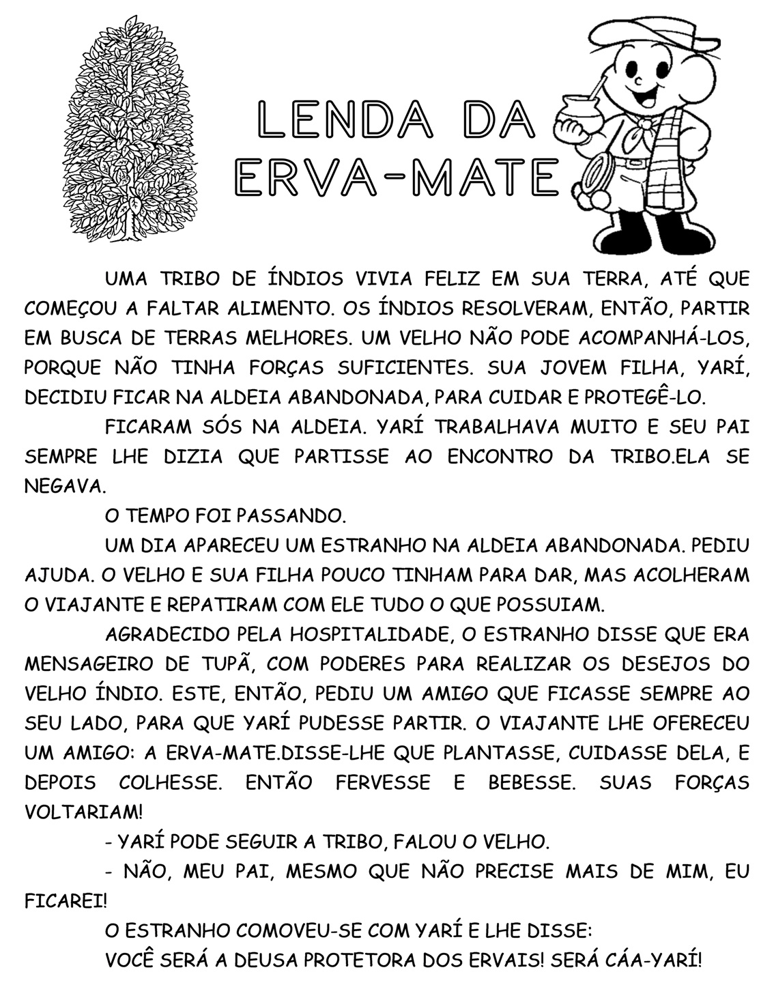 LENDA DA
ERVA-MATE
UMA TRIBO DE ÍNDIOS VIVIA FELIZ EM SUA TERRA, ATÉ QUE
COMEÇOU A FALTAR ALIMENTO. OS ÍNDIOS RESOLVERAM, ENTÃO, PARTIR
EM BUSCA DE TERRAS MELHORES. UM VELHO NÃO PODE ACOMPANHÁ-LOS,
PORQUE NÃO TINHA FORÇAS SUFICIENTES. SUA JOVEM FILHA, YARÍ,
DECIDIU FICAR NA ALDEIA ABANDONADA, PARA CUIDAR E PROTEGÊ-LO.
FICARAM SÓS NA ALDEIA. YARÍ TRABALHAVA MUITO E SEU PAI
SEMPRE LHE DIZIA QUE PARTISSE AO ENCONTRO DA TRIBO.ELA SE
NEGAVA.
O TEMPO FOI PASSANDO.
UM DIA APARECEU UM ESTRANHO NA ALDEIA ABANDONADA. PEDIU
AJUDA. O VELHO E SUA FILHA POUCO TINHAM PARA DAR, MAS ACOLHERAM
O VIAJANTE E REPATIRAM COM ELE TUDO O QUE POSSUIAM.
AGRADECIDO PELA HOSPITALIDADE, O ESTRANHO DISSE QUE ERA
MENSAGEIRO DE TUPÃ, COM PODERES PARA REALIZAR OS DESEJOS DO
VELHO ÍNDIO. ESTE, ENTÃO, PEDIU UM AMIGO QUE FICASSE SEMPRE AO
SEU LADO, PARA QUE YARÍ PUDESSE PARTIR. O VIAJANTE LHE OFERECEU
UM AMIGO: A ERVA-MATE.DISSE-LHE QUE PLANTASSE, CUIDASSE DELA, E
DEPOIS COLHESSE. ENTÃO FERVESSE E BEBESSE. SUAS FORÇAS
VOLTARIAM!
- YARÍ PODE SEGUIR A TRIBO, FALOU O VELHO.
- NÃO, MEU PAI, MESMO QUE NÃO PRECISE MAIS DE MIM, EU
FICAREI!
O ESTRANHO COMOVEU-SE COM YARÍ E LHE DISSE:
VOCÊ SERÁ A DEUSA PROTETORA DOS ERVAIS! SERÁ CÁA-YARÍ!